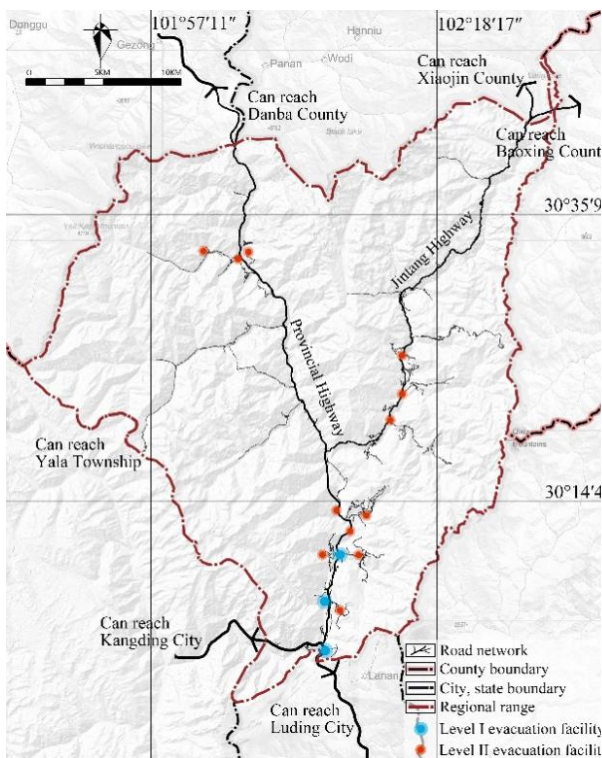 Donggu
101°57'11"
Hanniu
102°18'17"
Gezong
Panan
Wodi
0 5KM 10KM
Can reach
Xiaojin County
Can reach
Danba County
Can reach
Baoxing Count
30°35'9
Jintang Highway
Provincial Highway
Can reach
Yala Township
30°14'4
Can reach
Kangding City
Lanan
Can reach
Luding City
Road network
County boundary
City, state boundary
Regional range
Level I evacuation facility
Level II evacuation facilit